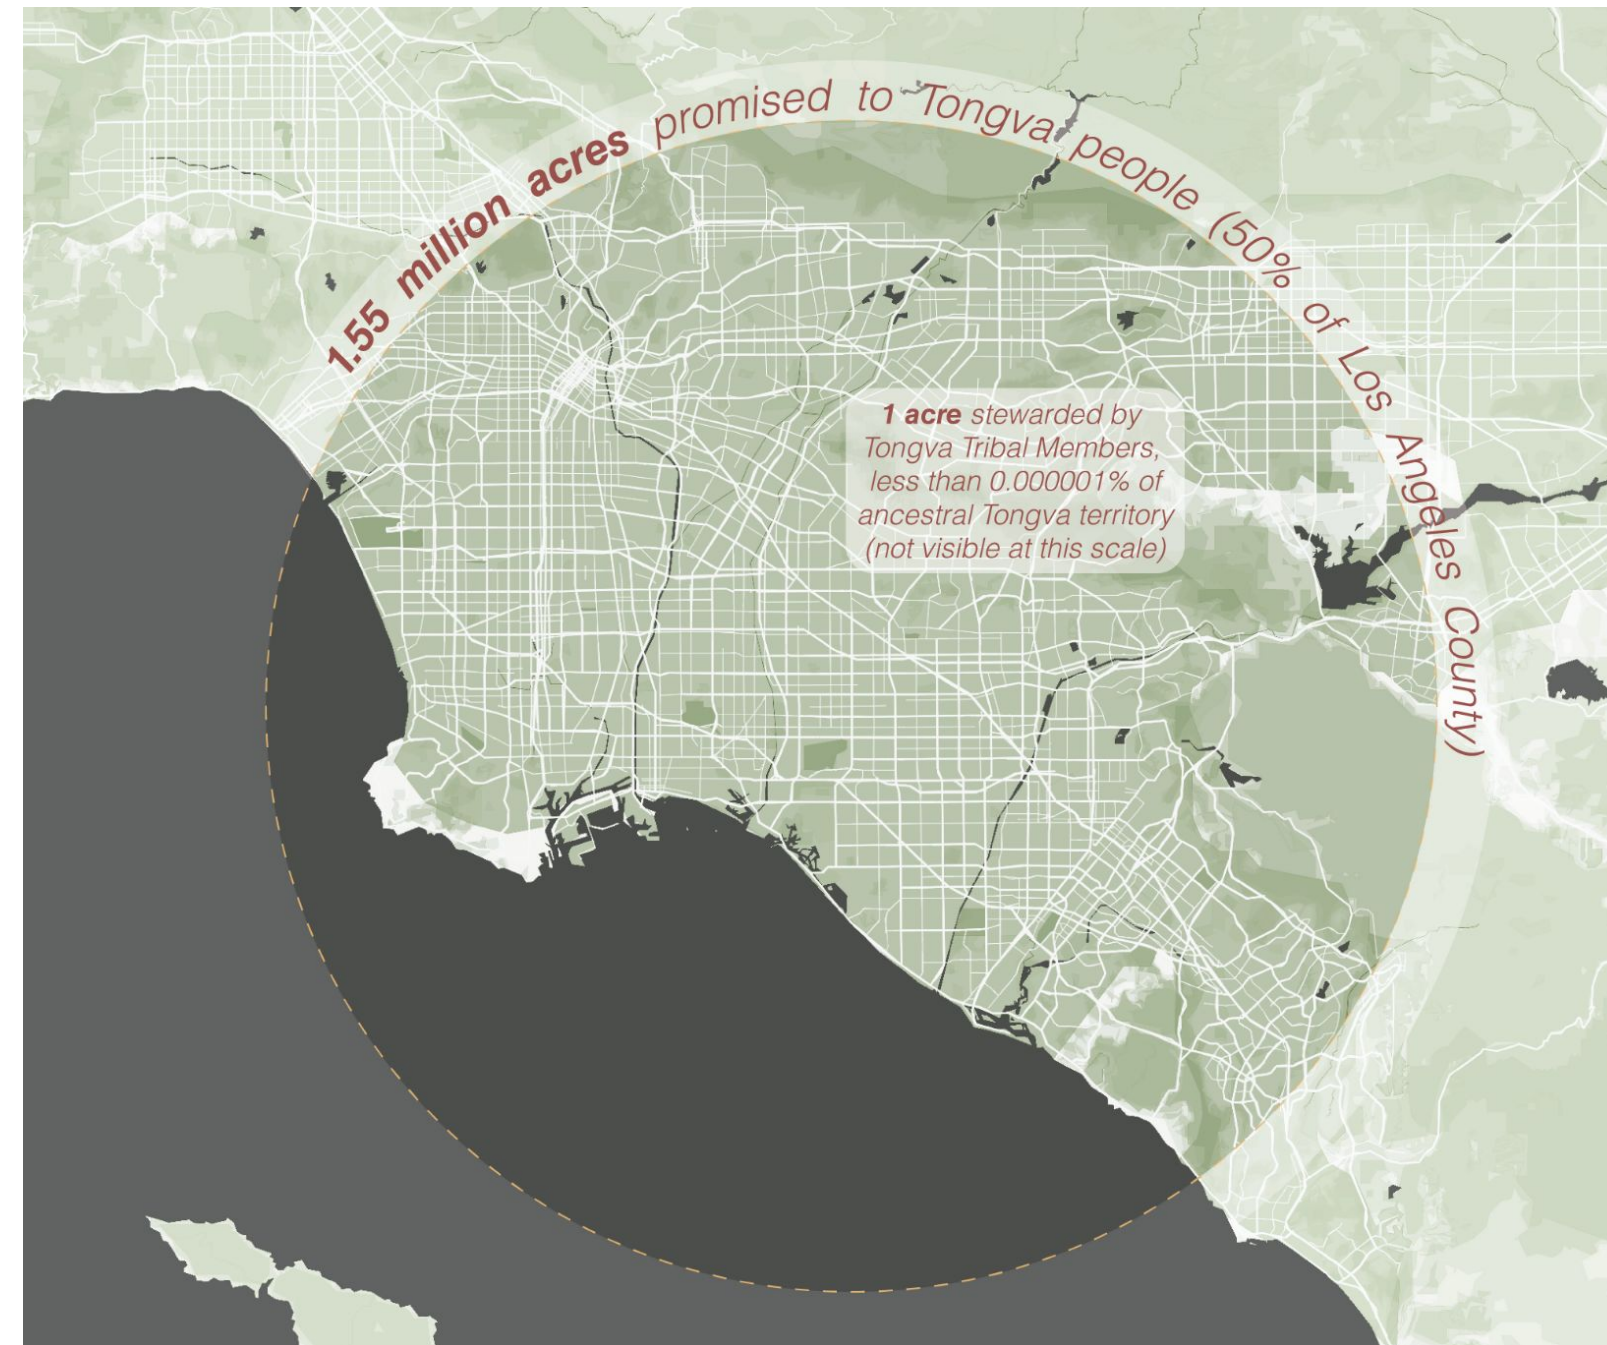 1.55 million acres promised to Tongva people (50% of Los Angeles County)
1 acre stewarded by
Tongva Tribal Members,
less than 0.000001% of
ancestral Tongva territory
(not visible at this scale)